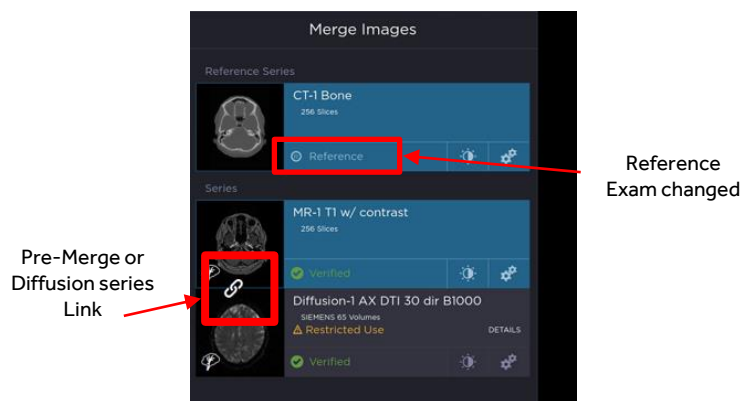 Merge Images
Reference Series
CT-1 Bone
256 Slices
Reference
Reference
Exam changed
Series
MR-1 T1 w/ contrast
256 Slices
Verified
Pre-Merge or
Diffusion series
Link
Diffusion-1 AX DTI 30 dir B1000
SIEMENS 65 Volumes
Restricted Use
DETAILS
Verified